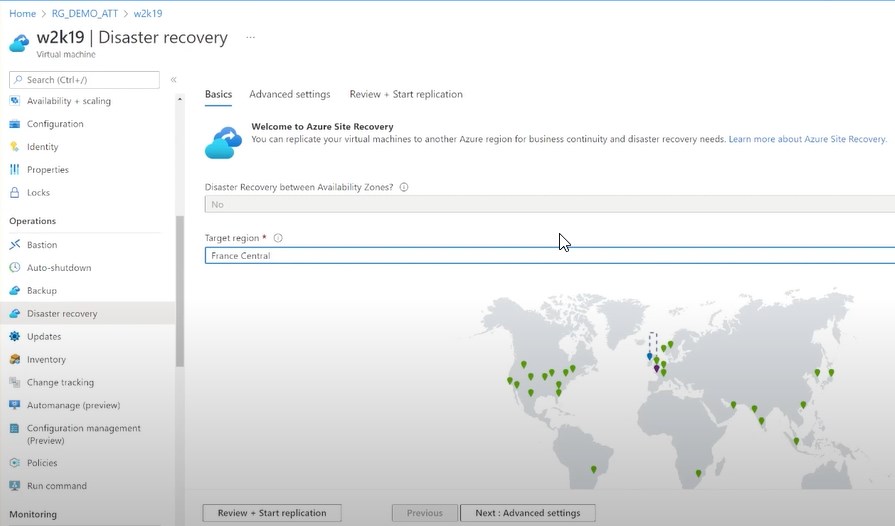 Home > RG_DEMO_ATT > w2k19
w2k19 | Disaster recovery ...
Virtual machine
Search (Ctrl+/)
«
Availability + scaling
Configuration
Identity
Properties
Locks
Operations
Bastion
Auto-shutdown
Backup
Disaster recovery
Updates
Inventory
Change tracking
Automanage (preview)
Configuration management
(Preview)
Policies
Run command
Monitoring
Basics Advanced settings Review + Start replication
Welcome to Azure Site Recovery
You can replicate your virtual machines to another Azure region for business continuity and disaster recovery needs. Learn more about Azure Site Recovery.
Disaster Recovery between Availability Zones?
No
Target region *
France Central
Review + Start replication Previous Next : Advanced settings